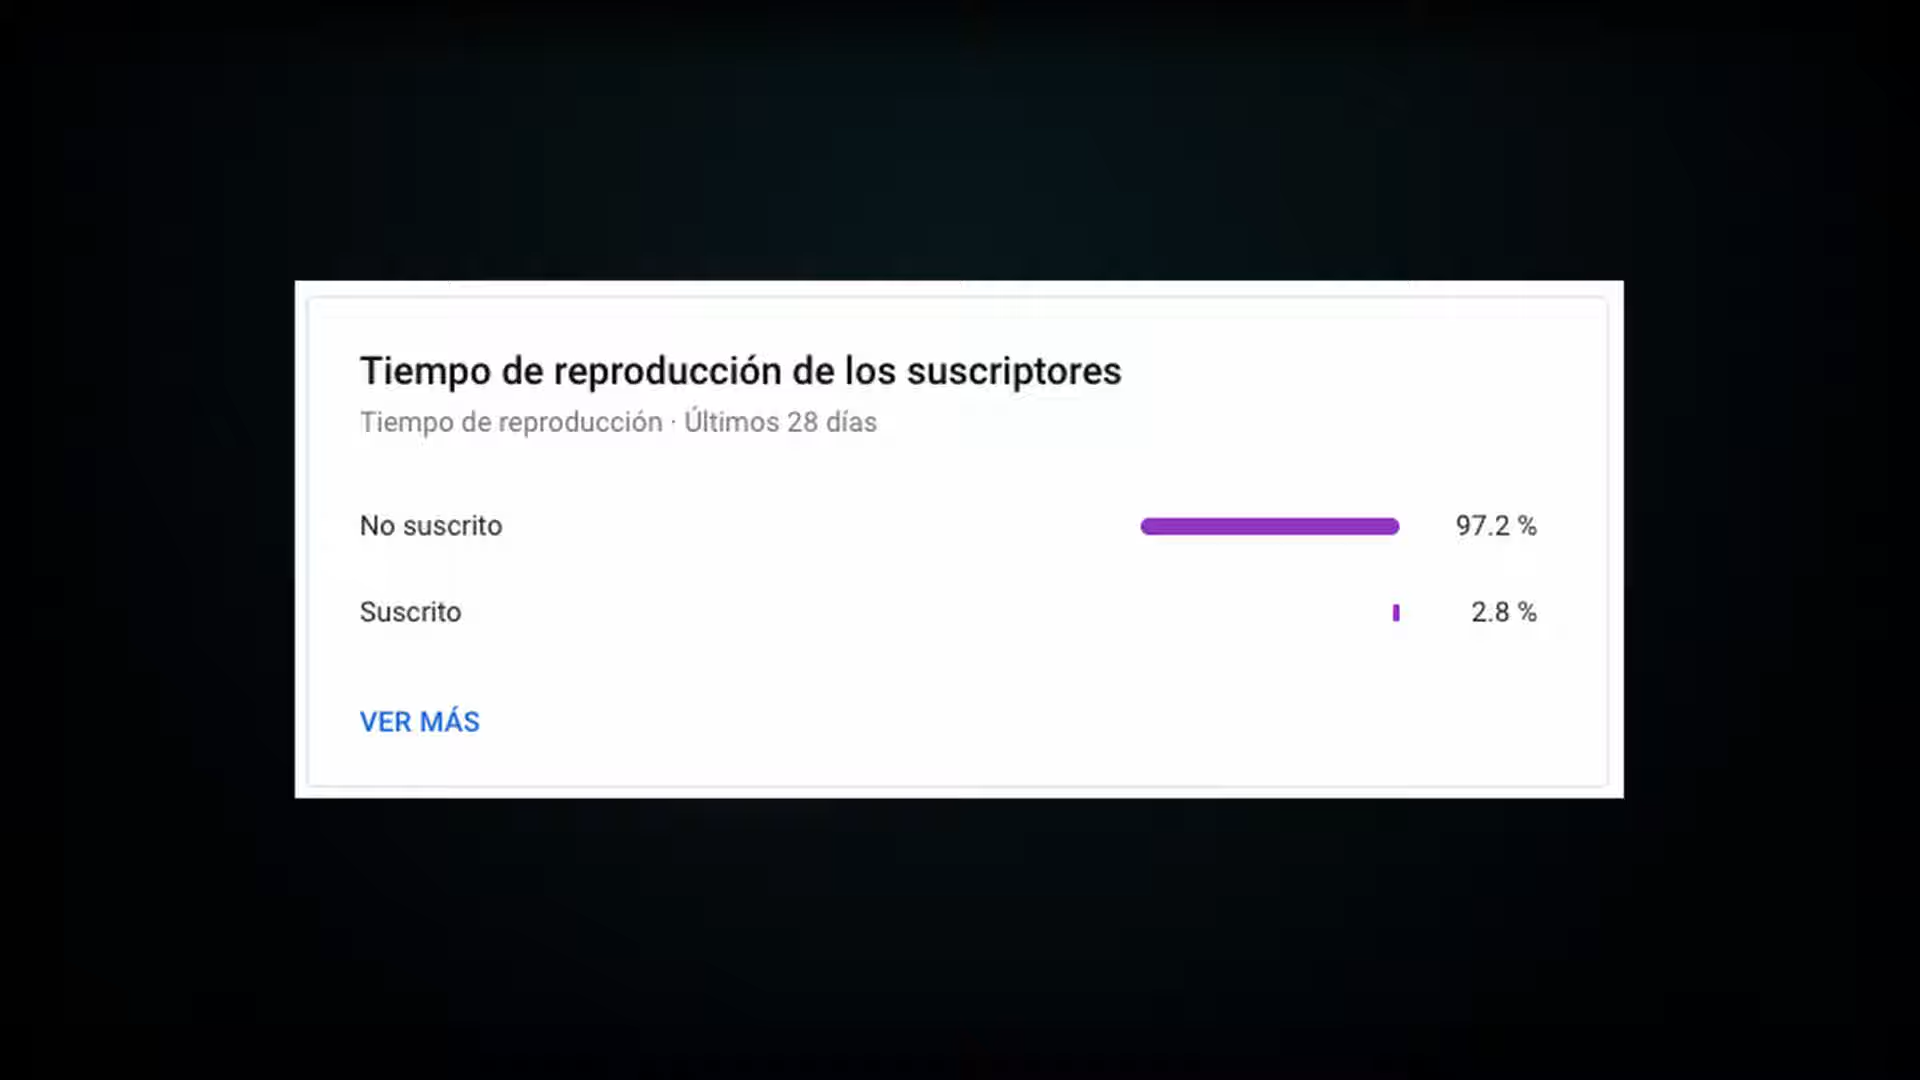 Tiempo de reproducción de los suscriptores
Tiempo de reproducción · Últimos 28 días
No suscrito 97.2 %
Suscrito 2.8 %
VER MÁS